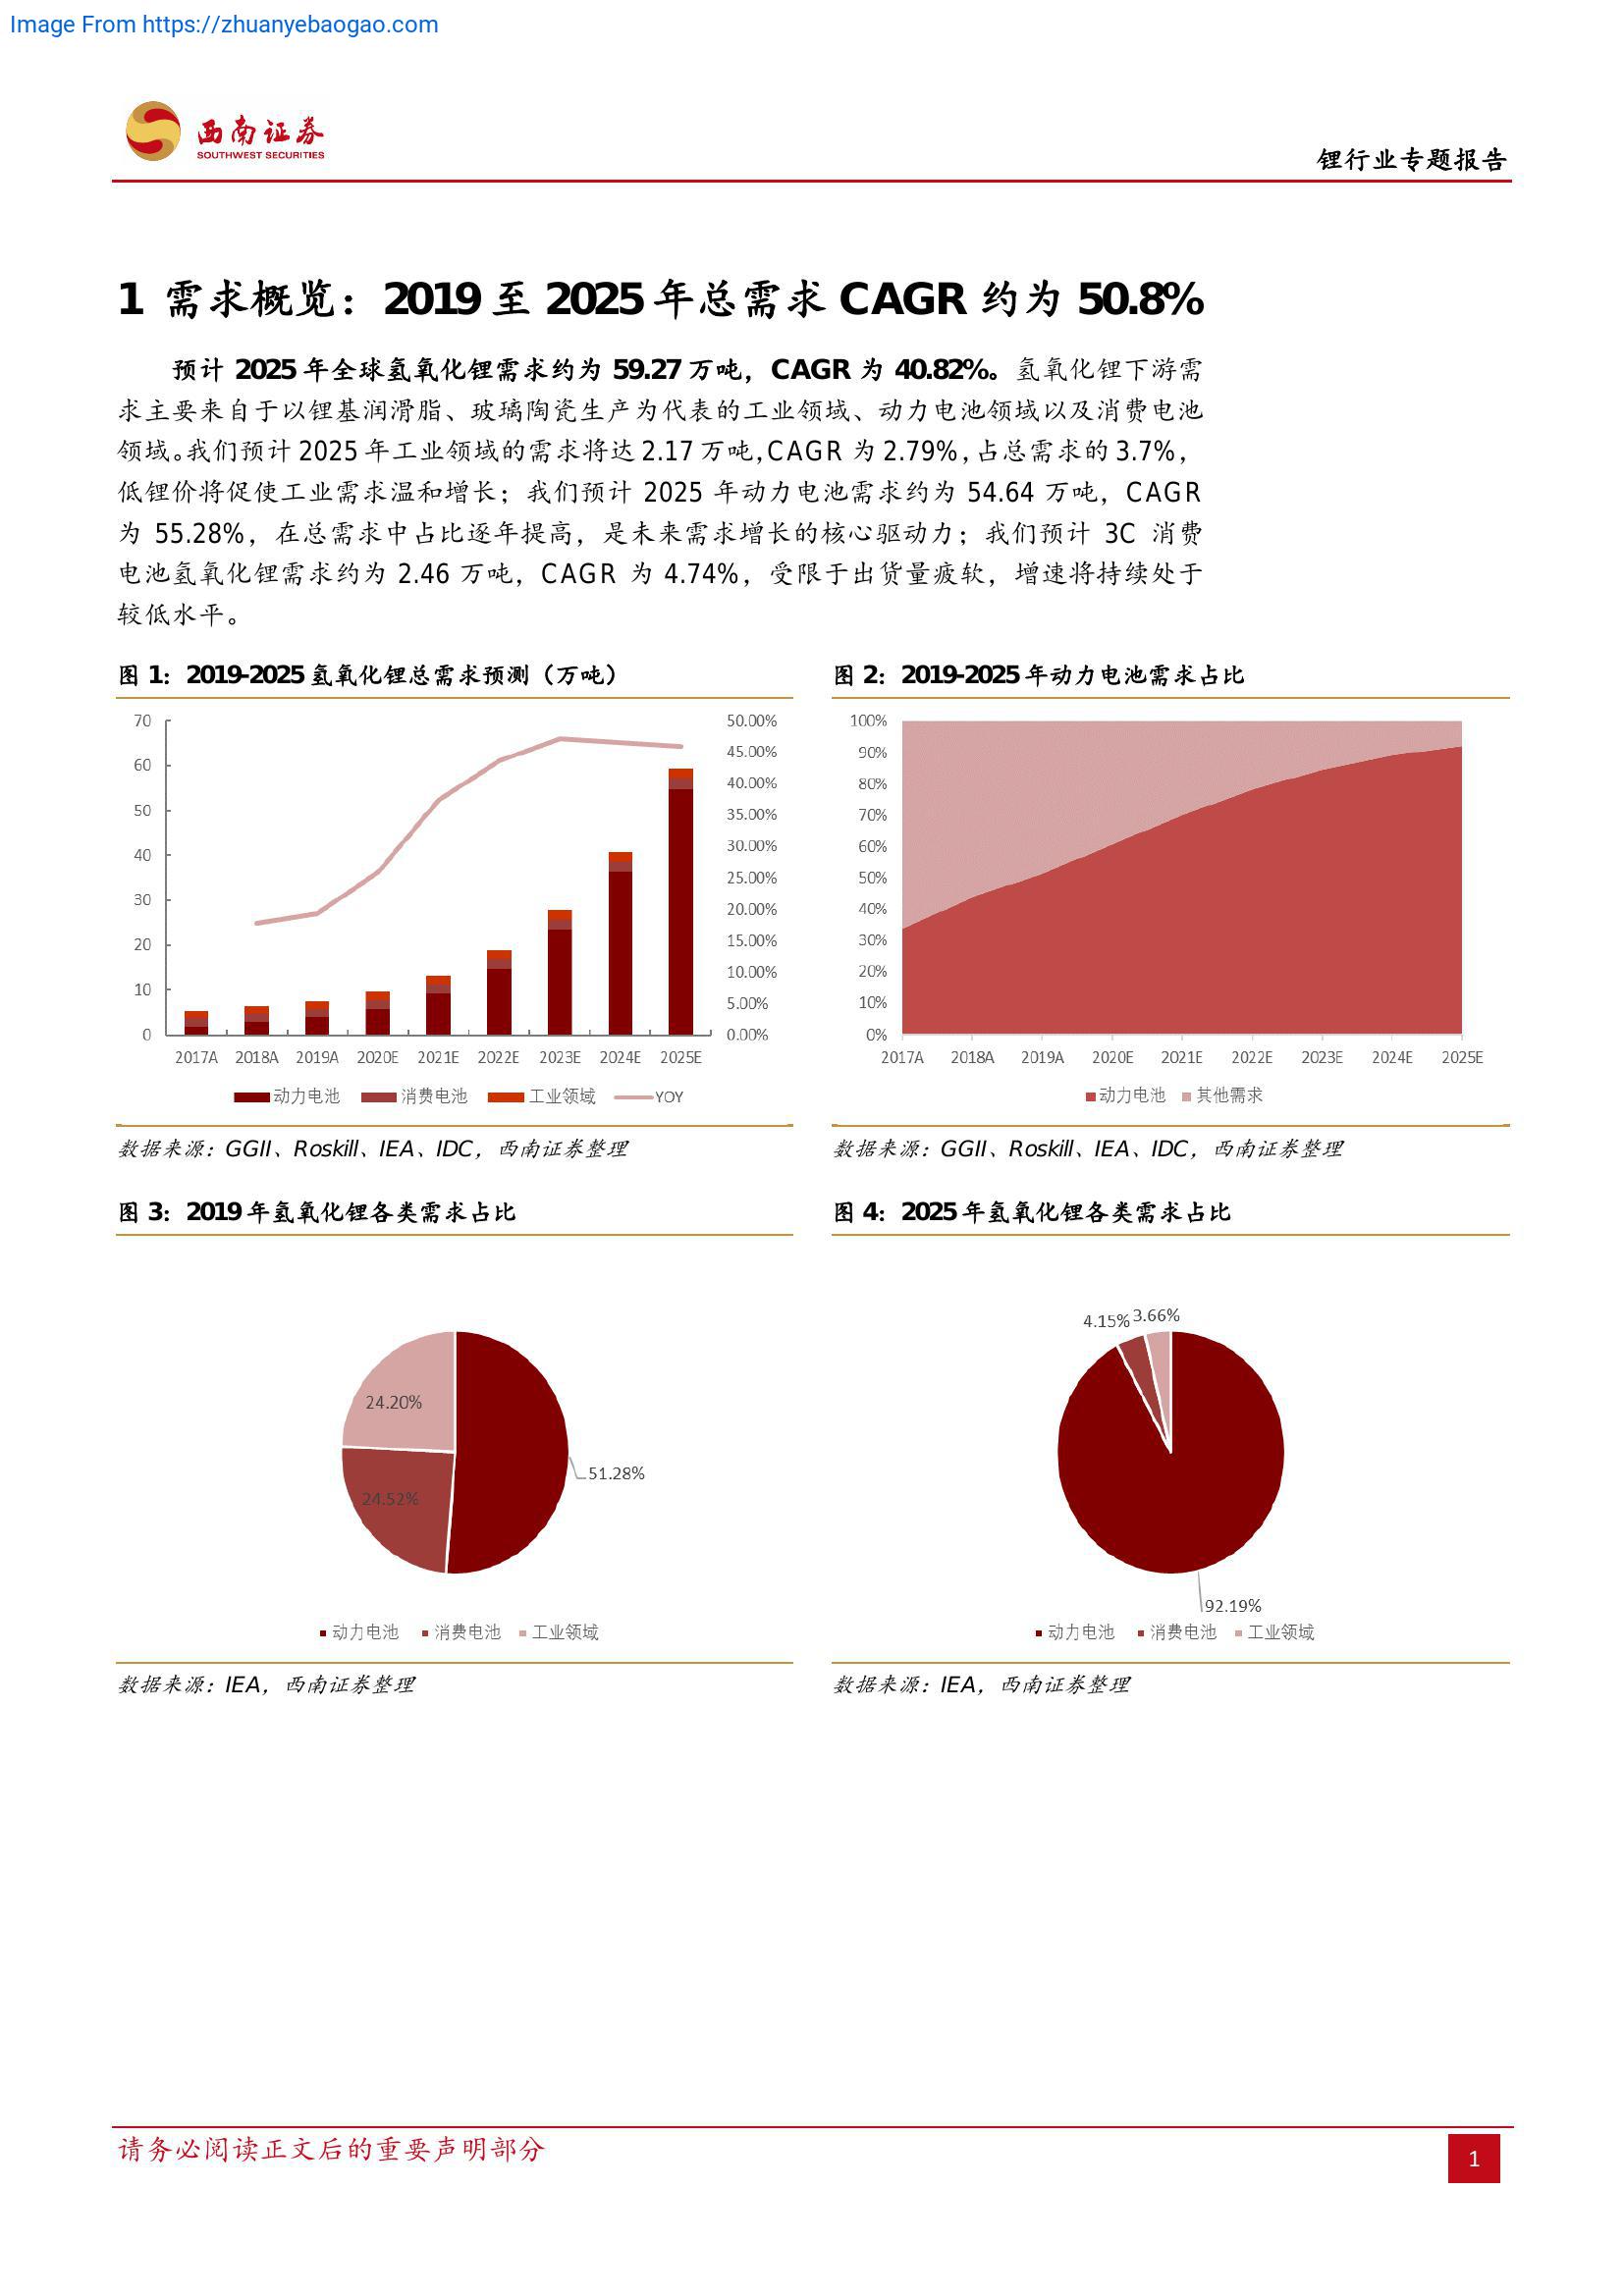 Image From https://zhuanyebaogao.com
西南证券
SOUTHWEST SECURITIES
锂行业专题报告
1 需求概览：2019 至 2025 年总需求 CAGR 约为 50.8%
预计 2025 年全球氢氧化锂需求约为 59.27 万吨，CAGR 为 40.82%。氢氧化锂下游需
求主要来自于以锂基润滑脂、玻璃陶瓷生产为代表的工业领域、动力电池领域以及消费电池
领域。我们预计 2025 年工业领域的需求将达 2.17 万吨，CAGR 为 2.79%，占总需求的 3.7%，
低锂价将促使工业需求温和增长；我们预计 2025 年动力电池需求约为 54.64 万吨，CAGR
为 55.28%，在总需求中占比逐年提高，是未来需求增长的核心驱动力；我们预计 3C 消费
电池氢氧化锂需求约为 2.46 万吨，CAGR 为 4.74%，受限于出货量疲软，增速将持续处于
较低水平。
图 1：2019-2025 氢氧化锂总需求预测（万吨）
70
60
50
40
30
20
10
0
50.00%
45.00%
40.00%
35.00%
30.00%
25.00%
20.00%
15.00%
10.00%
5.00%
0.00%
2017A 2018A 2019A 2020E 2021E 2022E 2023E 2024E 2025E
动力电池 消费电池 工业领域 YOY
数据来源：GGII、Roskill、IEA、IDC，西南证券整理
图 2：2019-2025 年动力电池需求占比
100%
90%
80%
70%
60%
50%
40%
30%
20%
10%
0%
2017A 2018A 2019A 2020E 2021E 2022E 2023E 2024E 2025E
动力电池 其他需求
数据来源：GGII、Roskill、IEA、IDC，西南证券整理
图 3：2019 年氢氧化锂各类需求占比
24.20%
51.28%
24.52%
动力电池 消费电池 工业领域
数据来源：IEA，西南证券整理
图 4：2025 年氢氧化锂各类需求占比
4.15% 3.66%
92.19%
动力电池 消费电池 工业领域
数据来源：IEA，西南证券整理
请务必阅读正文后的重要声明部分
1